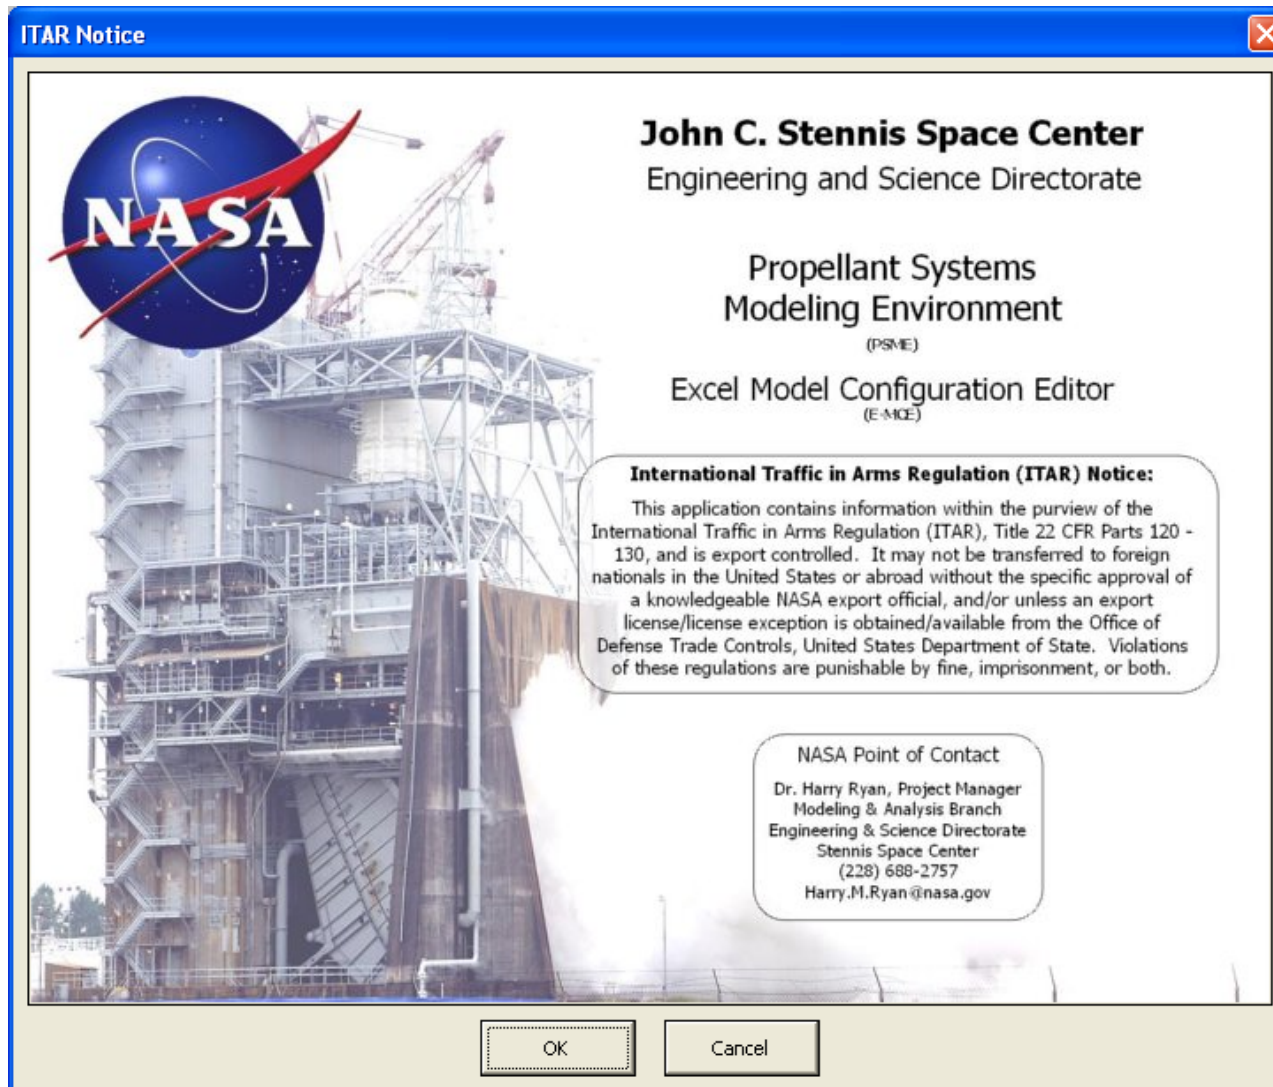 ITAR Notice
NASA
John C. Stennis Space Center
Engineering and Science Directorate
Propellant Systems
Modeling Environment
(PSME)
Excel Model Configuration Editor
(E-MCE)
International Traffic in Arms Regulation (ITAR) Notice:
This application contains information within the purview of the
International Traffic in Arms Regulation (ITAR), Title 22 CFR Parts 120 -
130, and is export controlled.  It may not be transferred to foreign
nationals in the United States or abroad without the specific approval of
a knowledgeable NASA export official, and/or unless an export
license/license exception is obtained/available from the Office of
Defense Trade Controls, United States Department of State.  Violations
of these regulations are punishable by fine, imprisonment, or both.
NASA Point of Contact
Dr. Harry Ryan, Project Manager
Modeling & Analysis Branch
Engineering & Science Directorate
Stennis Space Center
(228) 688-2757
Harry.M.Ryan@nasa.gov
OK
Cancel